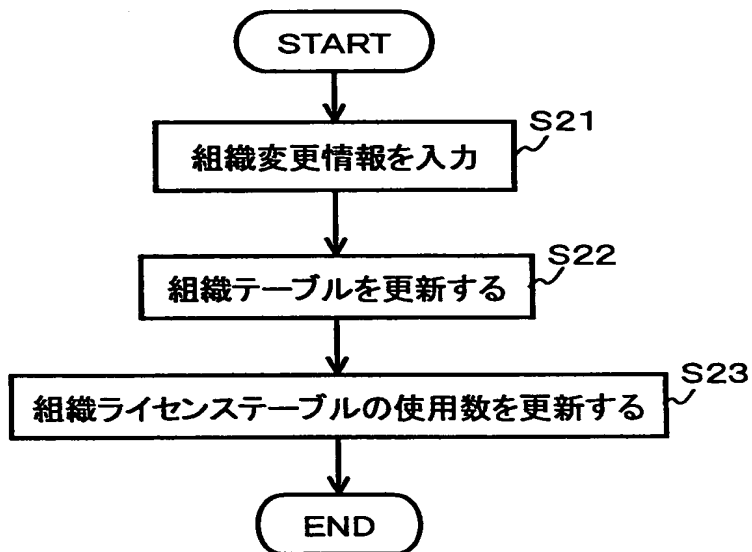 START
S21
組織変更情報を入力
S22
組織テーブルを更新する
S23
組織ライセンステーブルの使用数を更新する
END